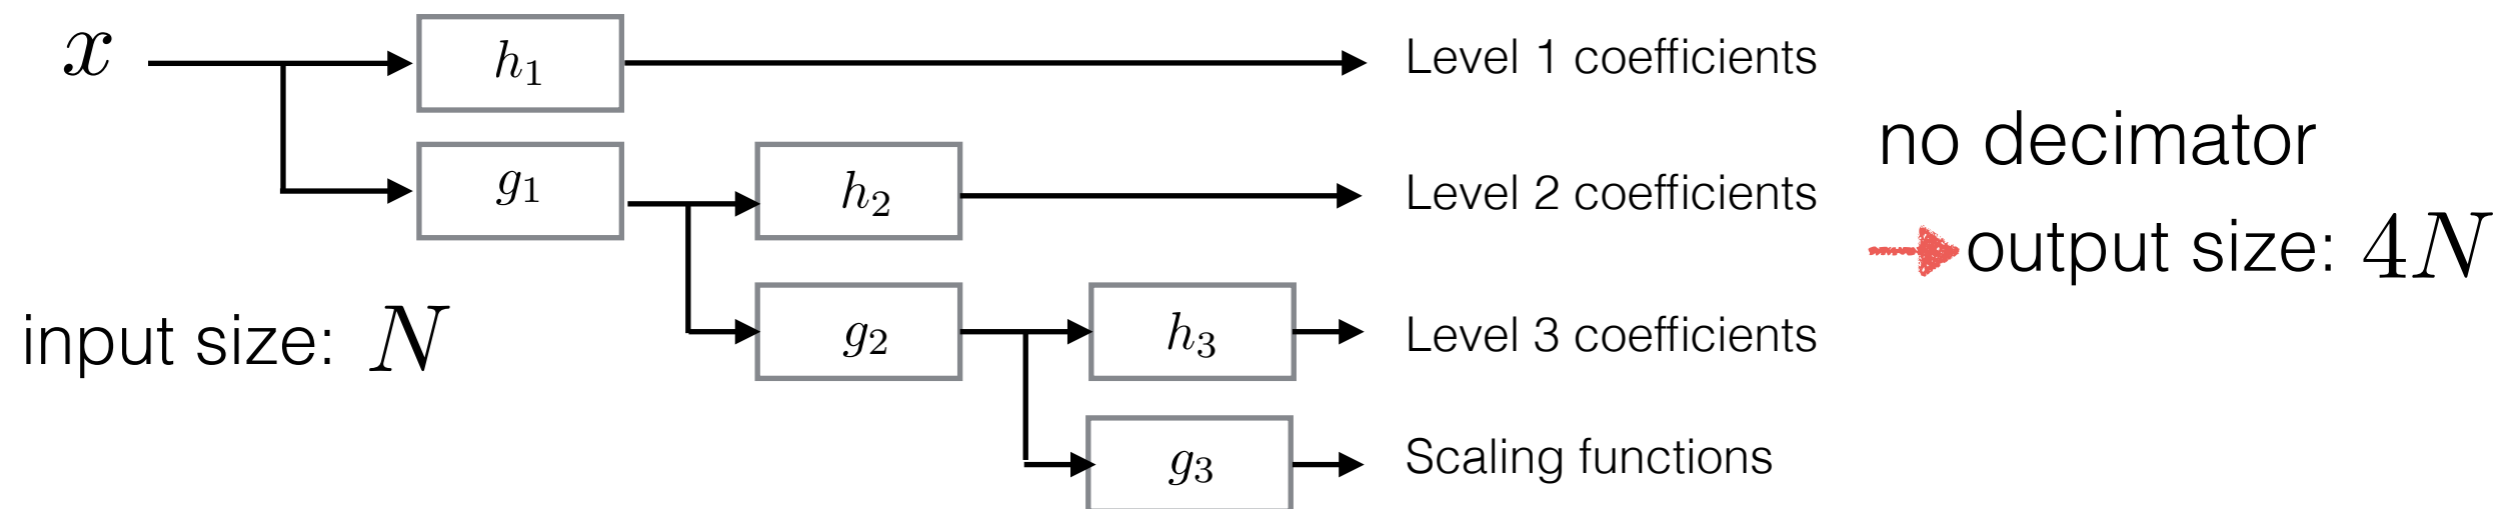 x
h₁
Level 1 coefficients
g₁
h₂
Level 2 coefficients
no decimator
output size: 4N
input size: N
g₂
h₃
Level 3 coefficients
g₃
Scaling functions